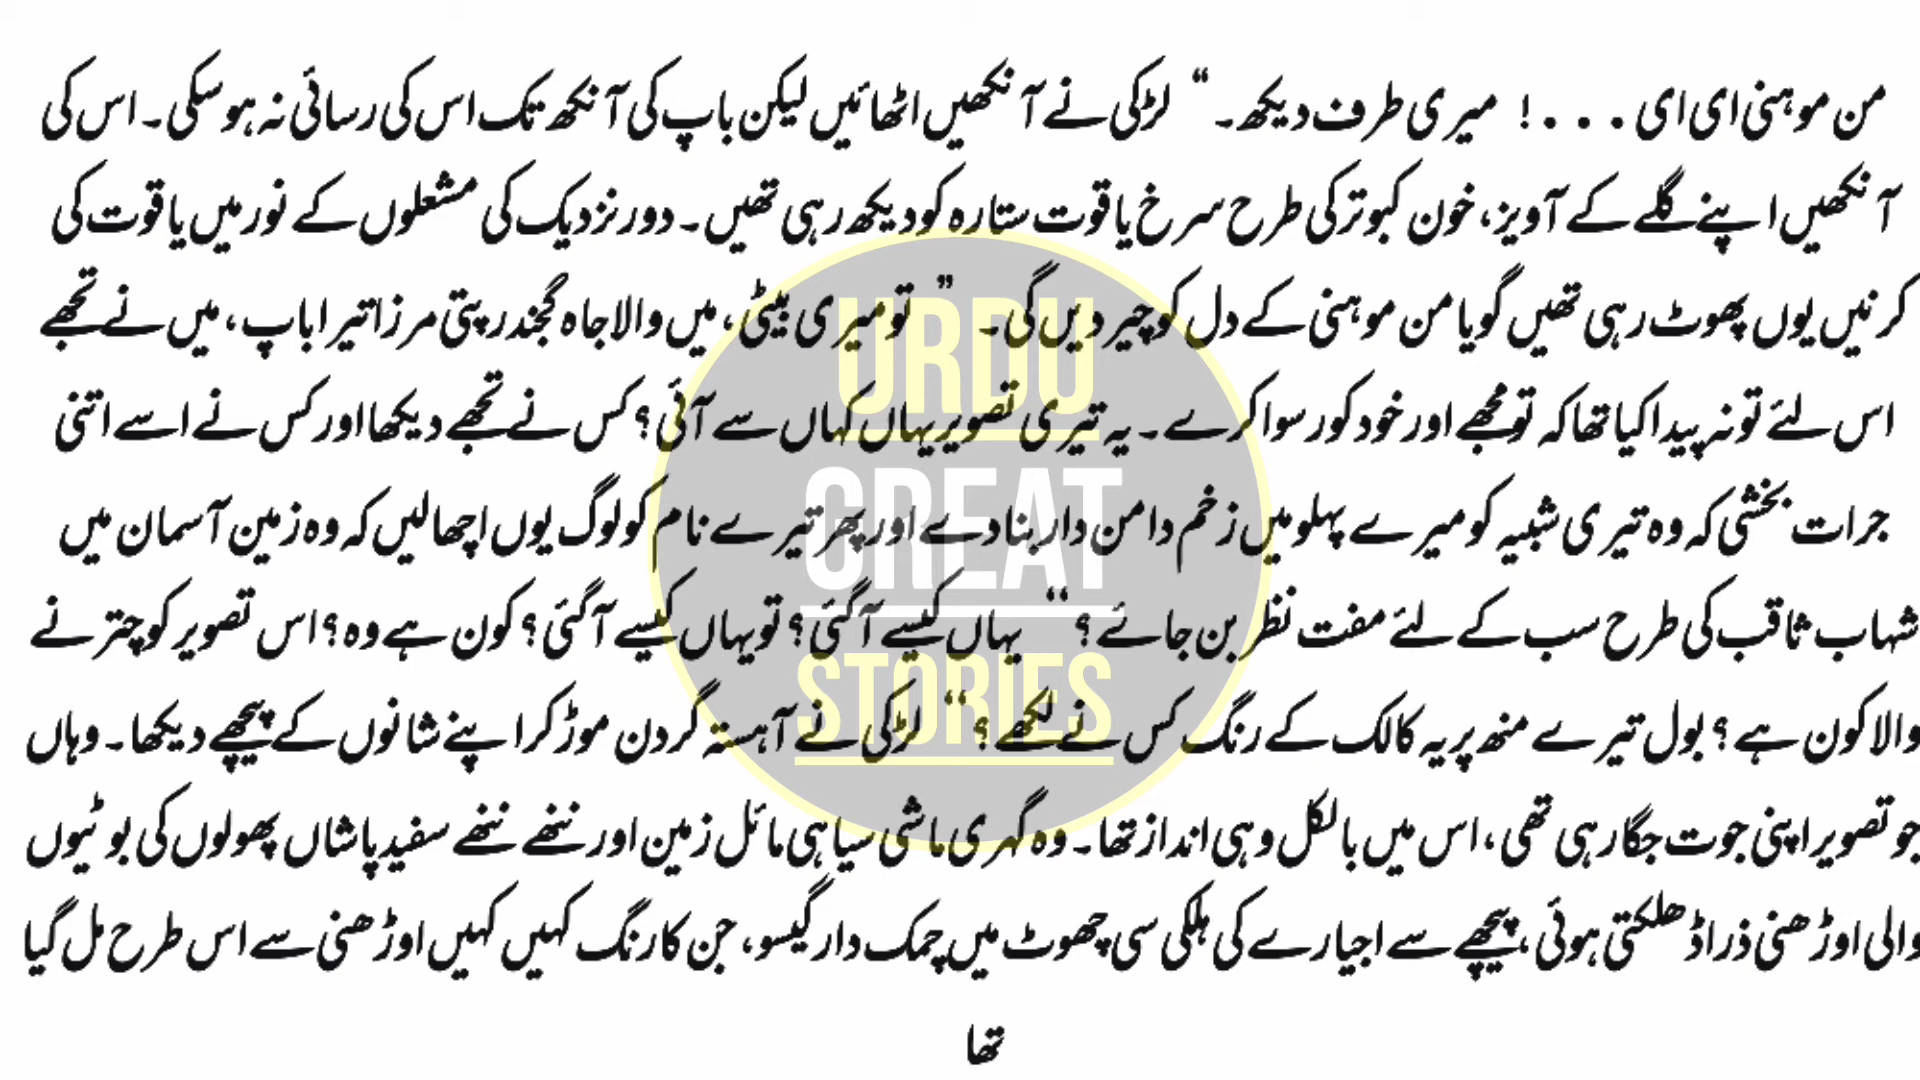 من موہنی ای ای . . . ! میری طرف دیکھ۔“ لڑکی نے آنکھیں اٹھائیں لیکن باپ کی آنکھ تک اس کی رسائی نہ ہو سکی۔ اس کی
آنکھیں اپنے گلے کے آویز، خون کبوتر کی طرح سرخ یاقوت ستارہ کو دیکھ رہی تھیں۔ دور نزدیک کی مشعلوں کے نور میں یاقوت کی
کرنیں یوں پھوٹ رہی تھیں گویا من موہنی کے دل کو چیر دیں گی۔ ”تو میری بیٹی، میں والا جاہ گجندر پتی مرزا تیرا باپ، میں نے تجھے
اس لئے تو نہ پیدا کیا تھا کہ تو مجھے اور خود کو رسوا کرے۔ یہ تیری تصویر یہاں کہاں سے آئی؟ کس نے تجھے دیکھا اور کس نے اسے اتنی
جرات بخشی کہ وہ تیری شبیہ کو میرے پہلو میں زخم دامن دار بنا دے اور پھر تیرے نام کو لوگ یوں اچھالیں کہ وہ زمین آسمان میں
شہاب ثاقب کی طرح سب کے لئے مفت نظر بن جائے؟“ یہاں کیسے آگئی؟ تو یہاں کیسے آگئی؟ کون ہے وہ؟ اس تصویر کو چترنے
والا کون ہے؟ بول تیرے منھ پر یہ کالک کے رنگ کس نے لکھے؟“ لڑکی نے آہستہ گردن موڑ کر اپنے شانوں کے پیچھے دیکھا۔ وہاں
جو تصویر اپنی جوت جگا رہی تھی، اس میں بالکل وہی انداز تھا۔ وہ گہری ماشی سیاہی مائل زمین اور ننھے ننھے سفید پاشاں پھولوں کی بوٹیوں
والی اوڑھنی ذرا ڈھلکتی ہوئی، پیچھے سے اجیارے کی ہلکی سی چھوٹ میں چمک دار گیسو، جن کا رنگ کہیں کہیں اوڑھنی سے اس طرح مل گیا
تھا
URDU
GREAT
STORIES